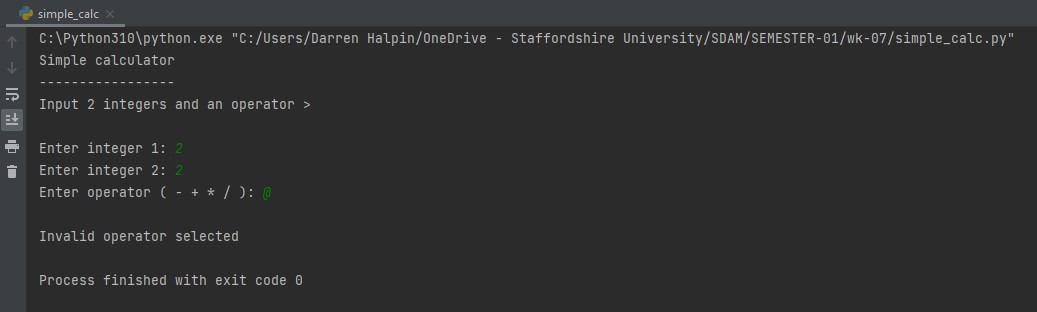 simple_calc
C:\Python310\python.exe "C:/Users/Darren Halpin/OneDrive - Staffordshire University/SDAM/SEMESTER-01/wk-07/simple_calc.py"
Simple calculator
-----------------
Input 2 integers and an operator >
Enter integer 1: 2
Enter integer 2: 2
Enter operator ( - + * / ): @
Invalid operator selected
Process finished with exit code 0